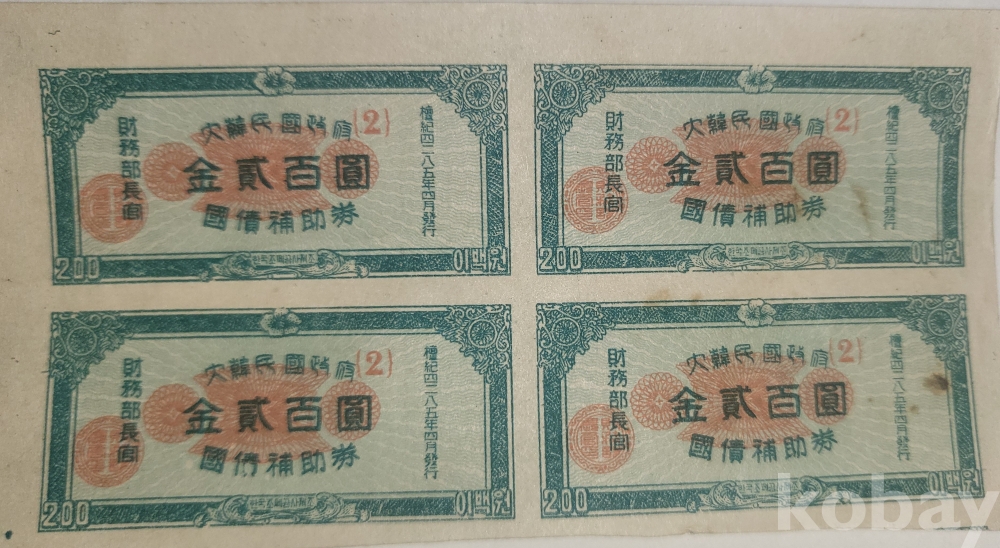 大韓民國政府
(2)
金貳百圓
國債補助券
財務部長官
檀紀四二八五年四月發行
200
이백원
大韓民國政府
(2)
金貳百圓
國債補助券
財務部長官
檀紀四二八五年四月發行
200
이백원
大韓民國政府
(2)
金貳百圓
國債補助券
財務部長官
檀紀四二八五年四月發行
200
이백원
大韓民國政府
(2)
金貳百圓
國債補助券
財務部長官
檀紀四二八五年四月發行
200
이백원
kobay